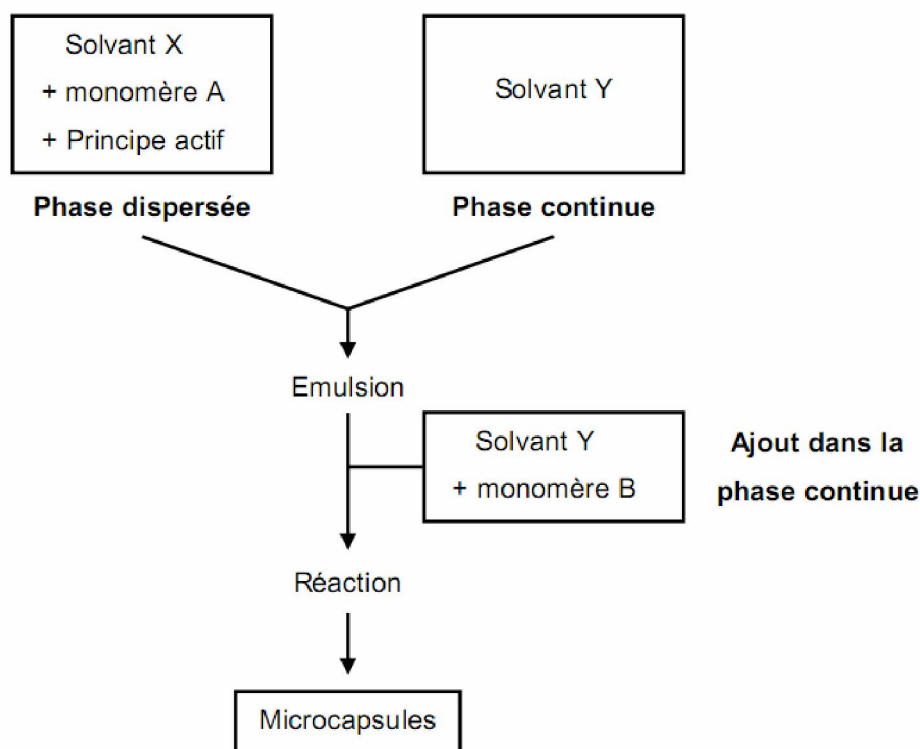 Solvant X
+ monomère A
+ Principe actif
Phase dispersée
Solvant Y
Phase continue
Emulsion
Solvant Y
+ monomère B
Ajout dans la
phase continue
Réaction
Microcapsules